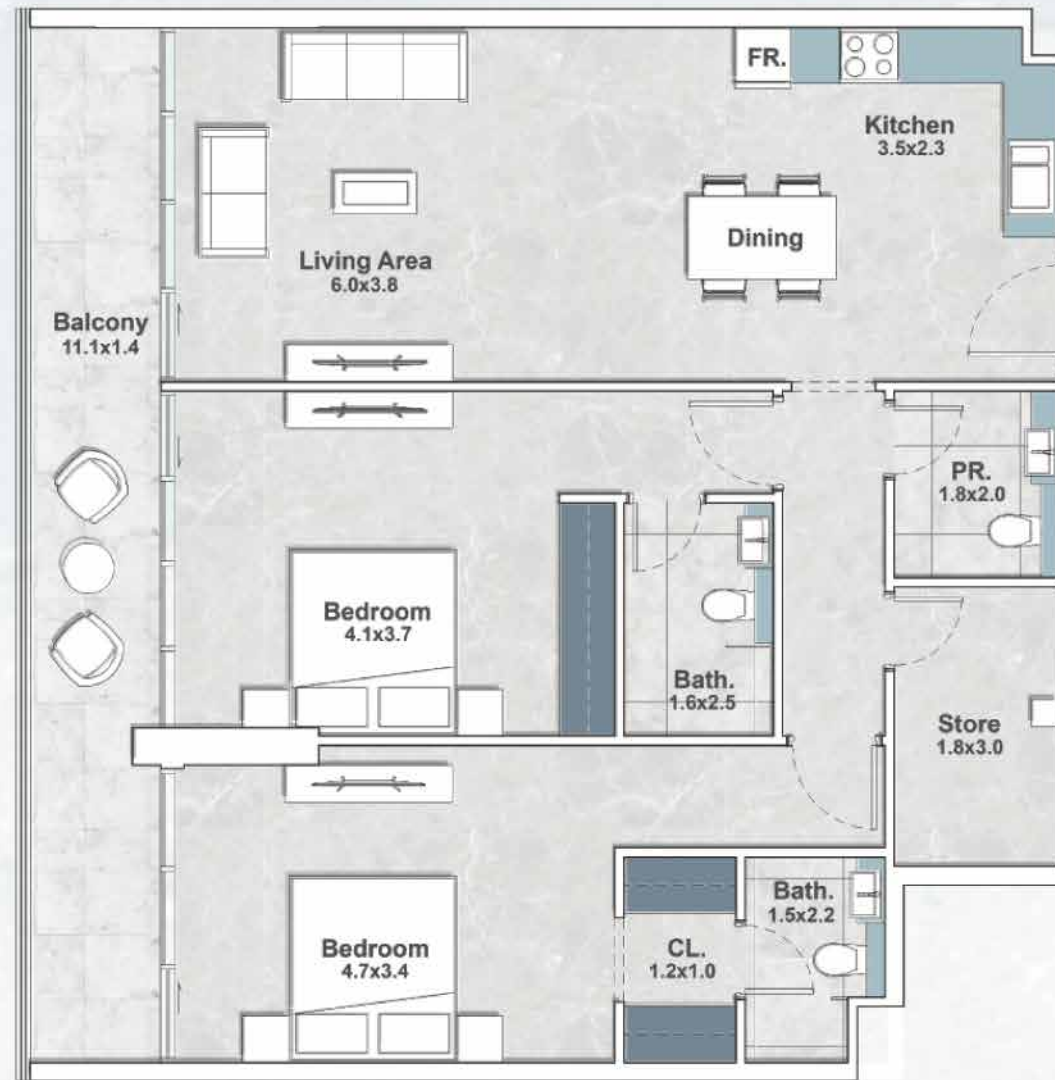 FR.
Kitchen
3.5x2.3
Dining
Living Area
6.0x3.8
Balcony
11.1x1.4
PR.
1.8x2.0
Bedroom
4.1x3.7
Bath.
1.6x2.5
Store
1.8x3.0
Bath.
1.5x2.2
Bedroom
4.7x3.4
CL.
1.2x1.0